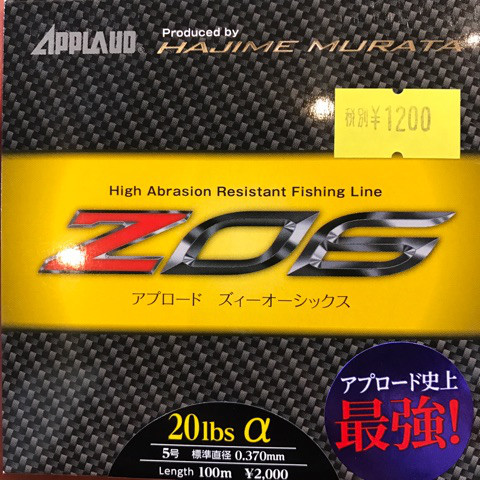 APPLAUD
Produced by
HAJIME MURATA
税別¥1200
High Abrasion Resistant Fishing Line
Z06
アプロード ズィーオーシックス
アプロード史上
最強!
20lbs α
5号 標準直径 0.370mm
Length 100m ¥2,000